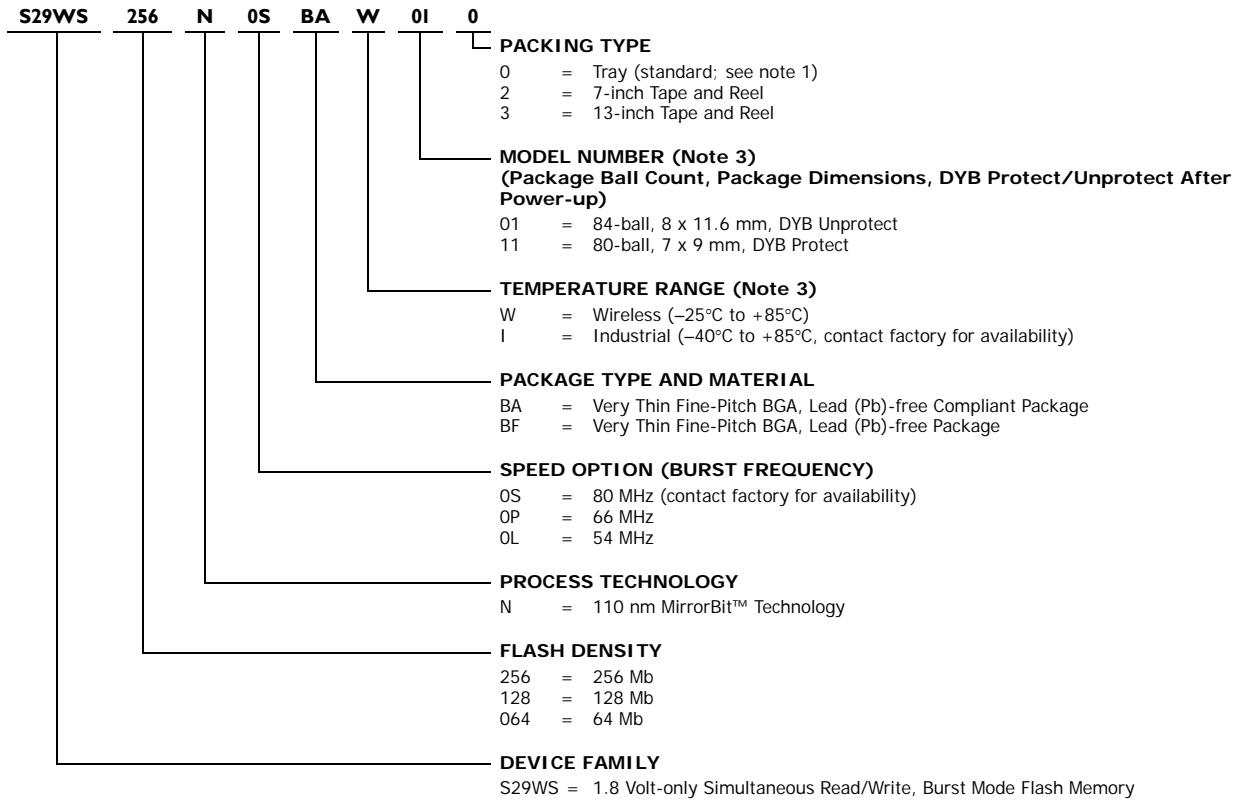 S29WS 256 N 0S BA W 01 0
PACKING TYPE
0 = Tray (standard; see note 1)
2 = 7-inch Tape and Reel
3 = 13-inch Tape and Reel
MODEL NUMBER (Note 3)
(Package Ball Count, Package Dimensions, DYB Protect/Unprotect After
Power-up)
01 = 84-ball, 8 x 11.6 mm, DYB Unprotect
11 = 80-ball, 7 x 9 mm, DYB Protect
TEMPERATURE RANGE (Note 3)
W = Wireless (–25°C to +85°C)
I = Industrial (–40°C to +85°C, contact factory for availability)
PACKAGE TYPE AND MATERIAL
BA = Very Thin Fine-Pitch BGA, Lead (Pb)-free Compliant Package
BF = Very Thin Fine-Pitch BGA, Lead (Pb)-free Package
SPEED OPTION (BURST FREQUENCY)
0S = 80 MHz (contact factory for availability)
0P = 66 MHz
0L = 54 MHz
PROCESS TECHNOLOGY
N = 110 nm MirrorBit™ Technology
FLASH DENSITY
256 = 256 Mb
128 = 128 Mb
064 = 64 Mb
DEVICE FAMILY
S29WS = 1.8 Volt-only Simultaneous Read/Write, Burst Mode Flash Memory